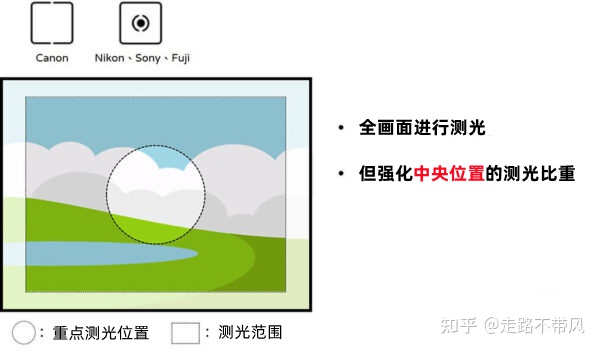 Canon
Nikon、Sony、Fuji
• 全画面进行测光
• 但强化中央位置的测光比重
：重点测光位置
：测光范围
知乎 @走路不带风